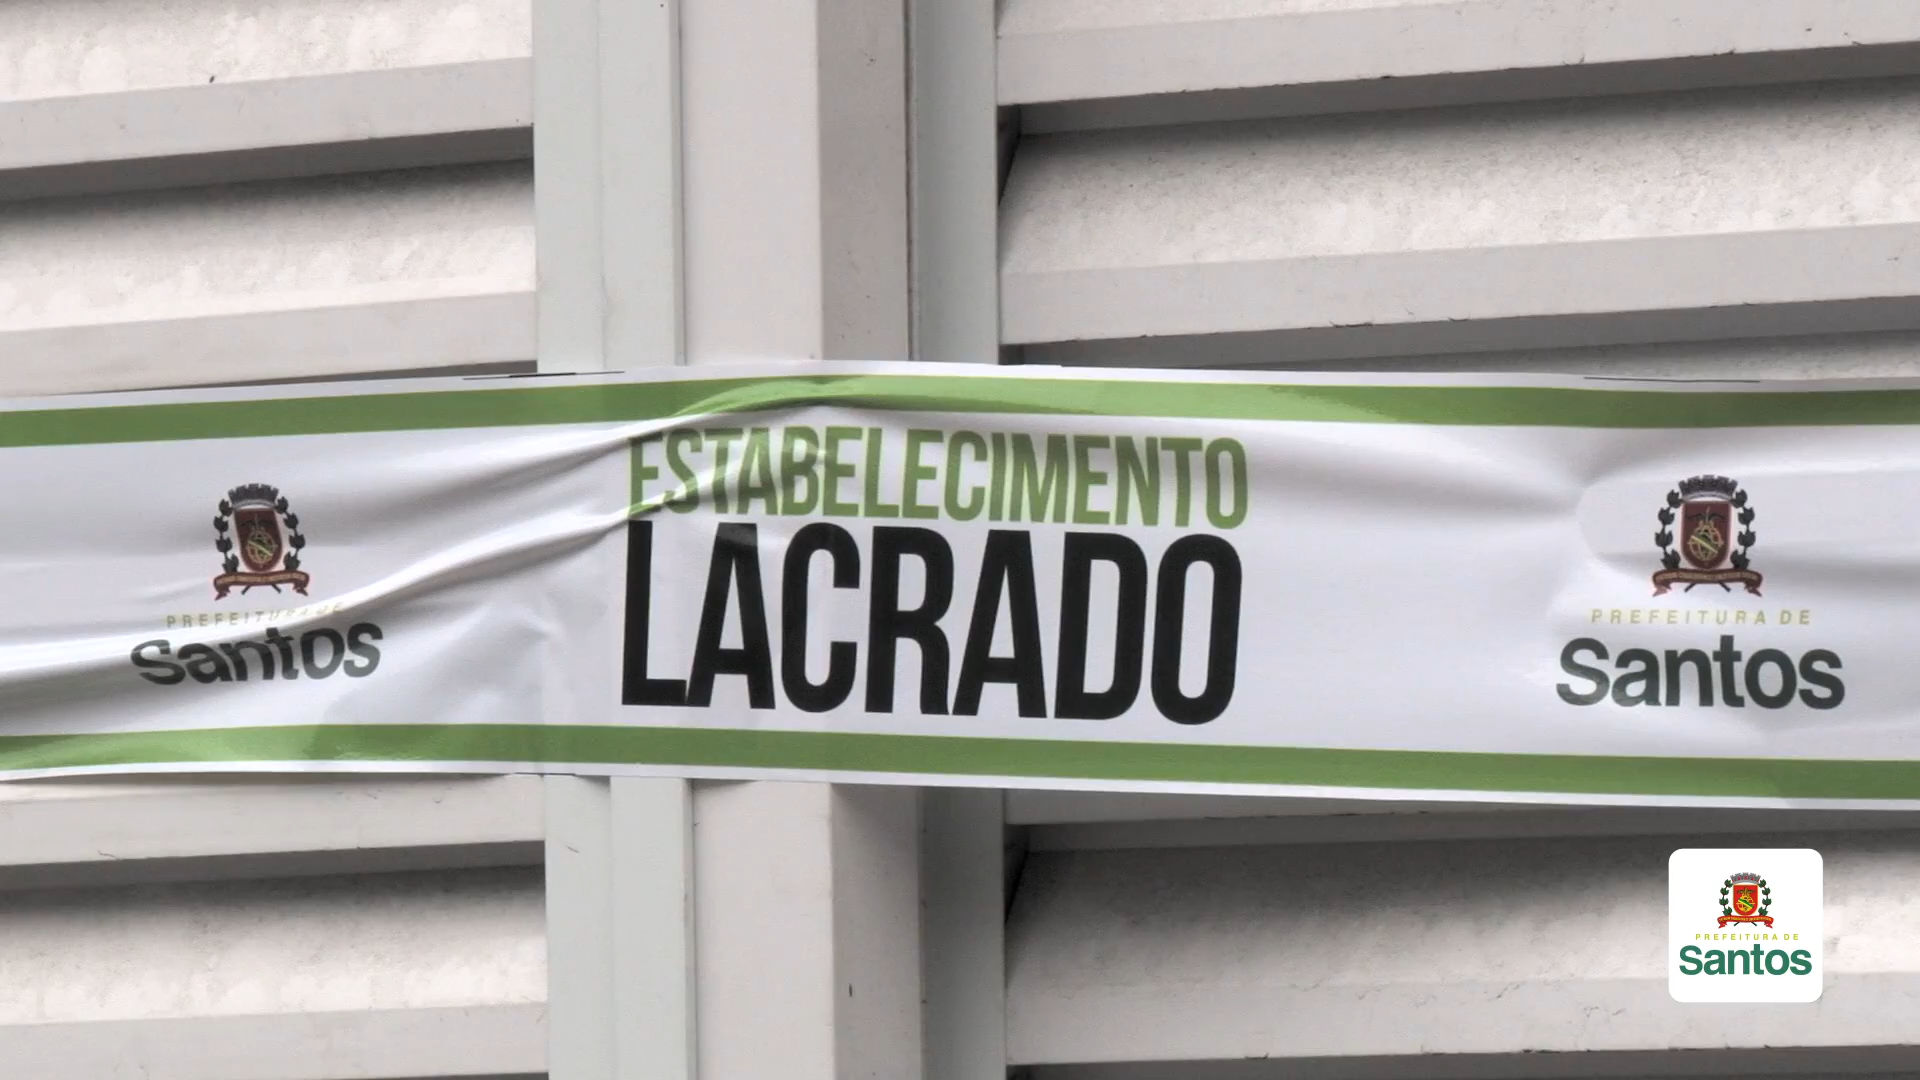 ESTABELECIMENTO
LACRADO
PREFEITURA DE
Santos
PREFEITURA DE
Santos
PREFEITURA DE
Santos